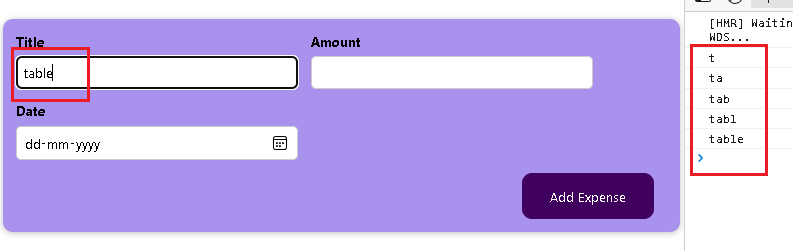 Title
Amount
table
Date
dd-mm-yyyy
Add Expense
[HMR] Waitin
WDS...
t
ta
tab
tabl
table